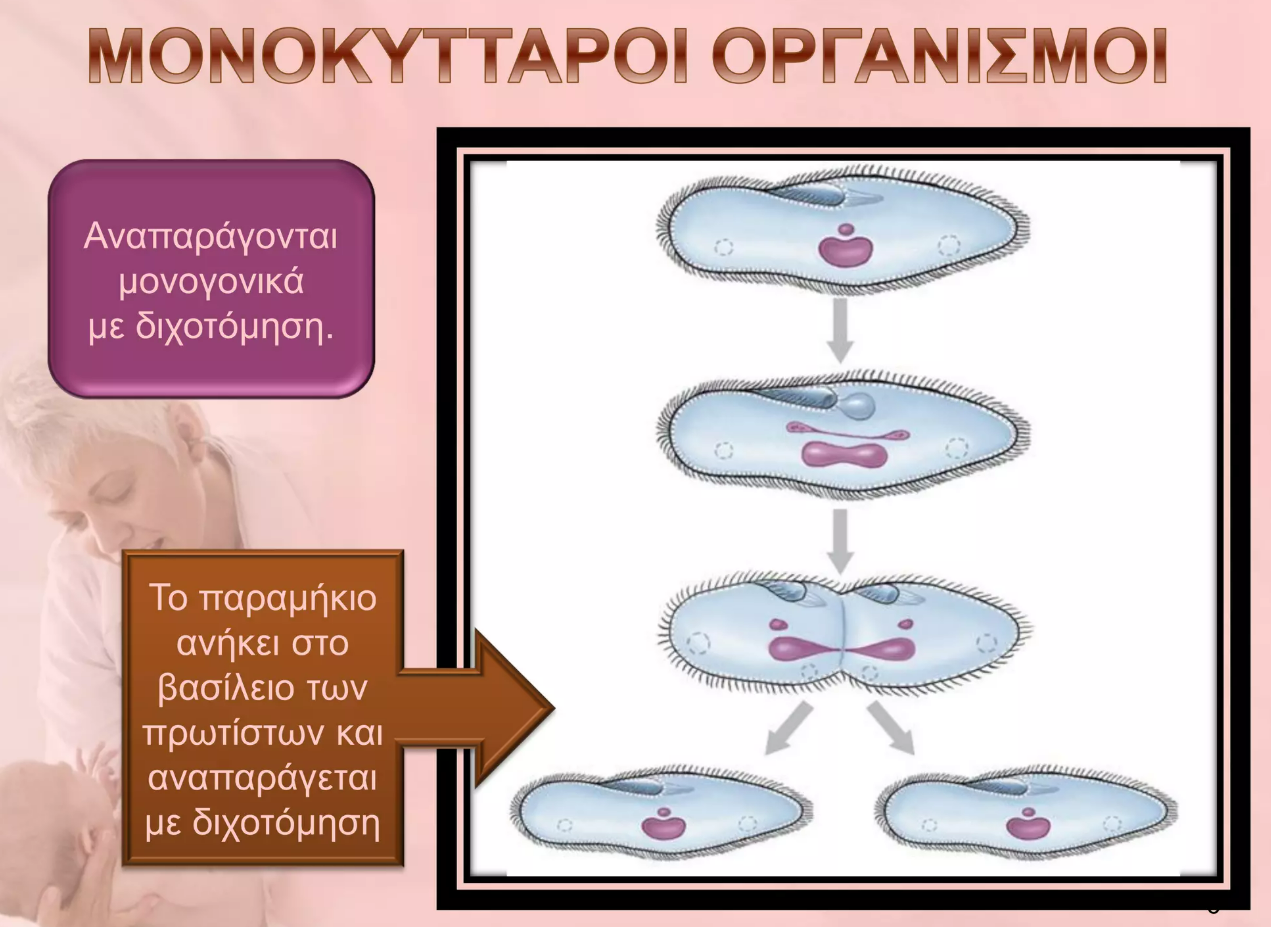 ΜΟΝΟΚΥΤΤΑΡΟΙ ΟΡΓΑΝΙΣΜΟΙ
Αναπαράγονται
μονογονικά
με διχοτόμηση.
Το παραμήκιο
ανήκει στο
βασίλειο των
πρωτίστων και
αναπαράγεται
με διχοτόμηση